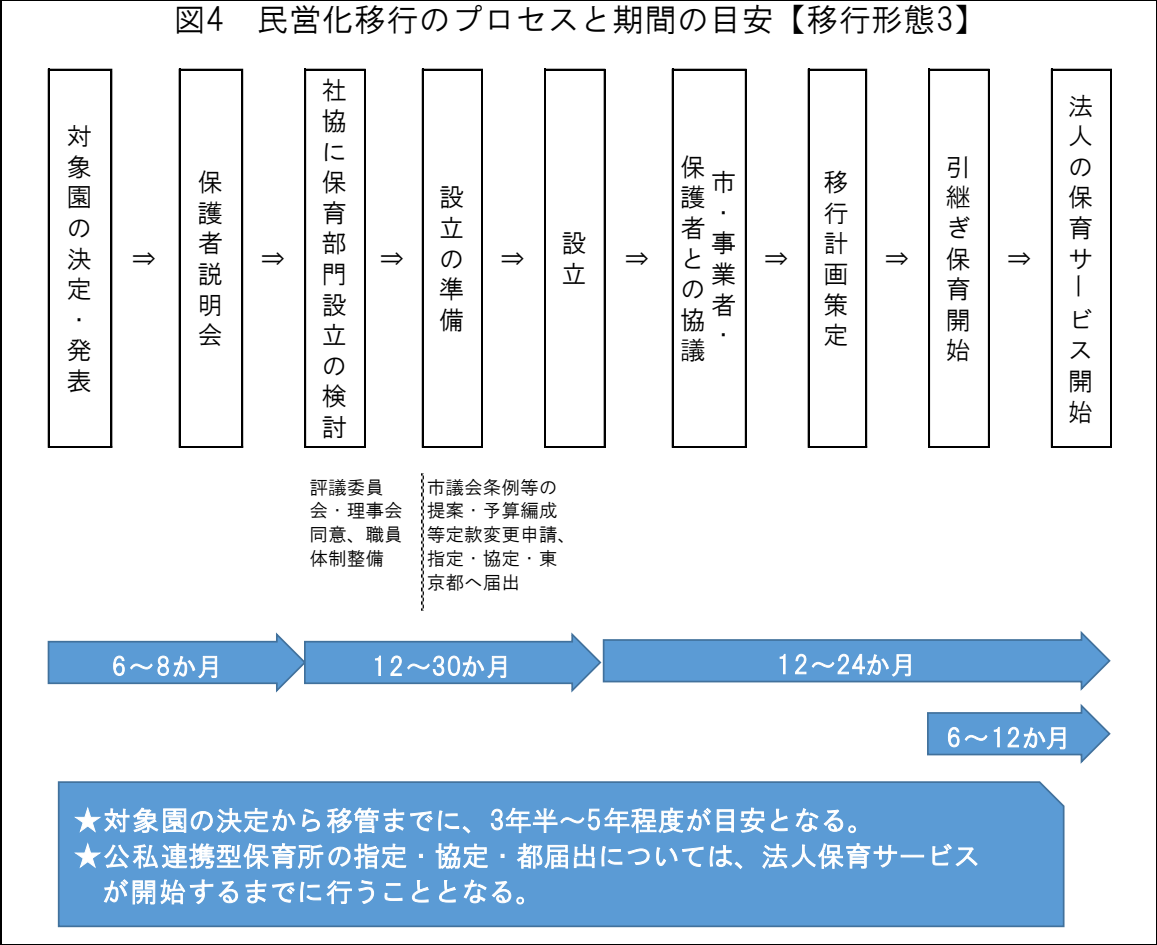 図4　民営化移行のプロセスと期間の目安【移行形態3】
対象園の決定・発表
⇒
保護者説明会
⇒
社協に保育部門設立の検討
⇒
設立の準備
⇒
設立
⇒
市・事業者・
保護者との協議
⇒
移行計画策定
⇒
引継ぎ保育開始
⇒
法人の保育サービス開始
評議委員
会・理事会
同意、職員
体制整備
市議会条例等の
提案・予算編成
等定款変更申請、
指定・協定・東
京都へ届出
6～8か月
12～30か月
12～24か月
6～12か月
★対象園の決定から移管までに、3年半～5年程度が目安となる。
★公私連携型保育所の指定・協定・都届出については、法人保育サービス
が開始するまでに行うこととなる。